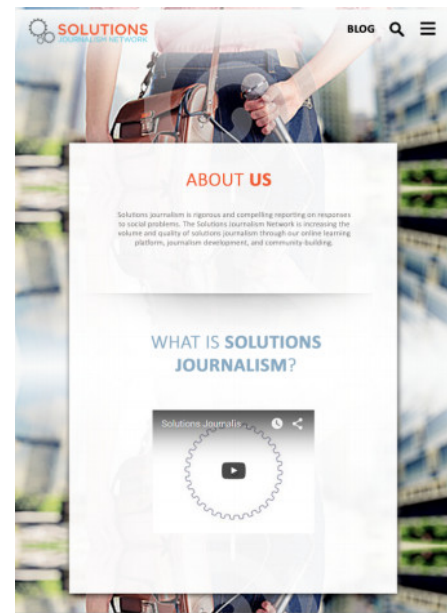 SOLUTIONS
JOURNALISM NETWORK
BLOG
ABOUT US
Solutions journalism is rigorous and compelling reporting on responses
to social problems. The Solutions Journalism Network is increasing the
volume and quality of solutions journalism through our online learning
platform, journalism development, and community-building.
WHAT IS SOLUTIONS
JOURNALISM?
Solutions Journalis...